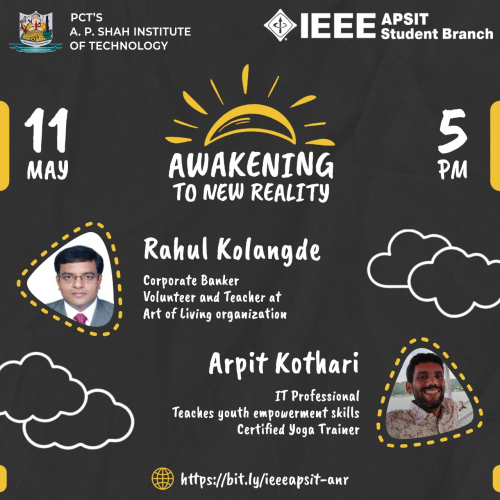 PCT'S
A. P. SHAH INSTITUTE
OF TECHNOLOGY
IEEE APSIT
Student Branch
11
MAY
5
PM
AWAKENING
TO NEW REALITY
Rahul Kolangde
Corporate Banker
Volunteer and Teacher at
Art of Living organization
Arpit Kothari
IT Professional
Teaches youth empowerment skills
Certified Yoga Trainer
https://bit.ly/ieeeapsit-anr